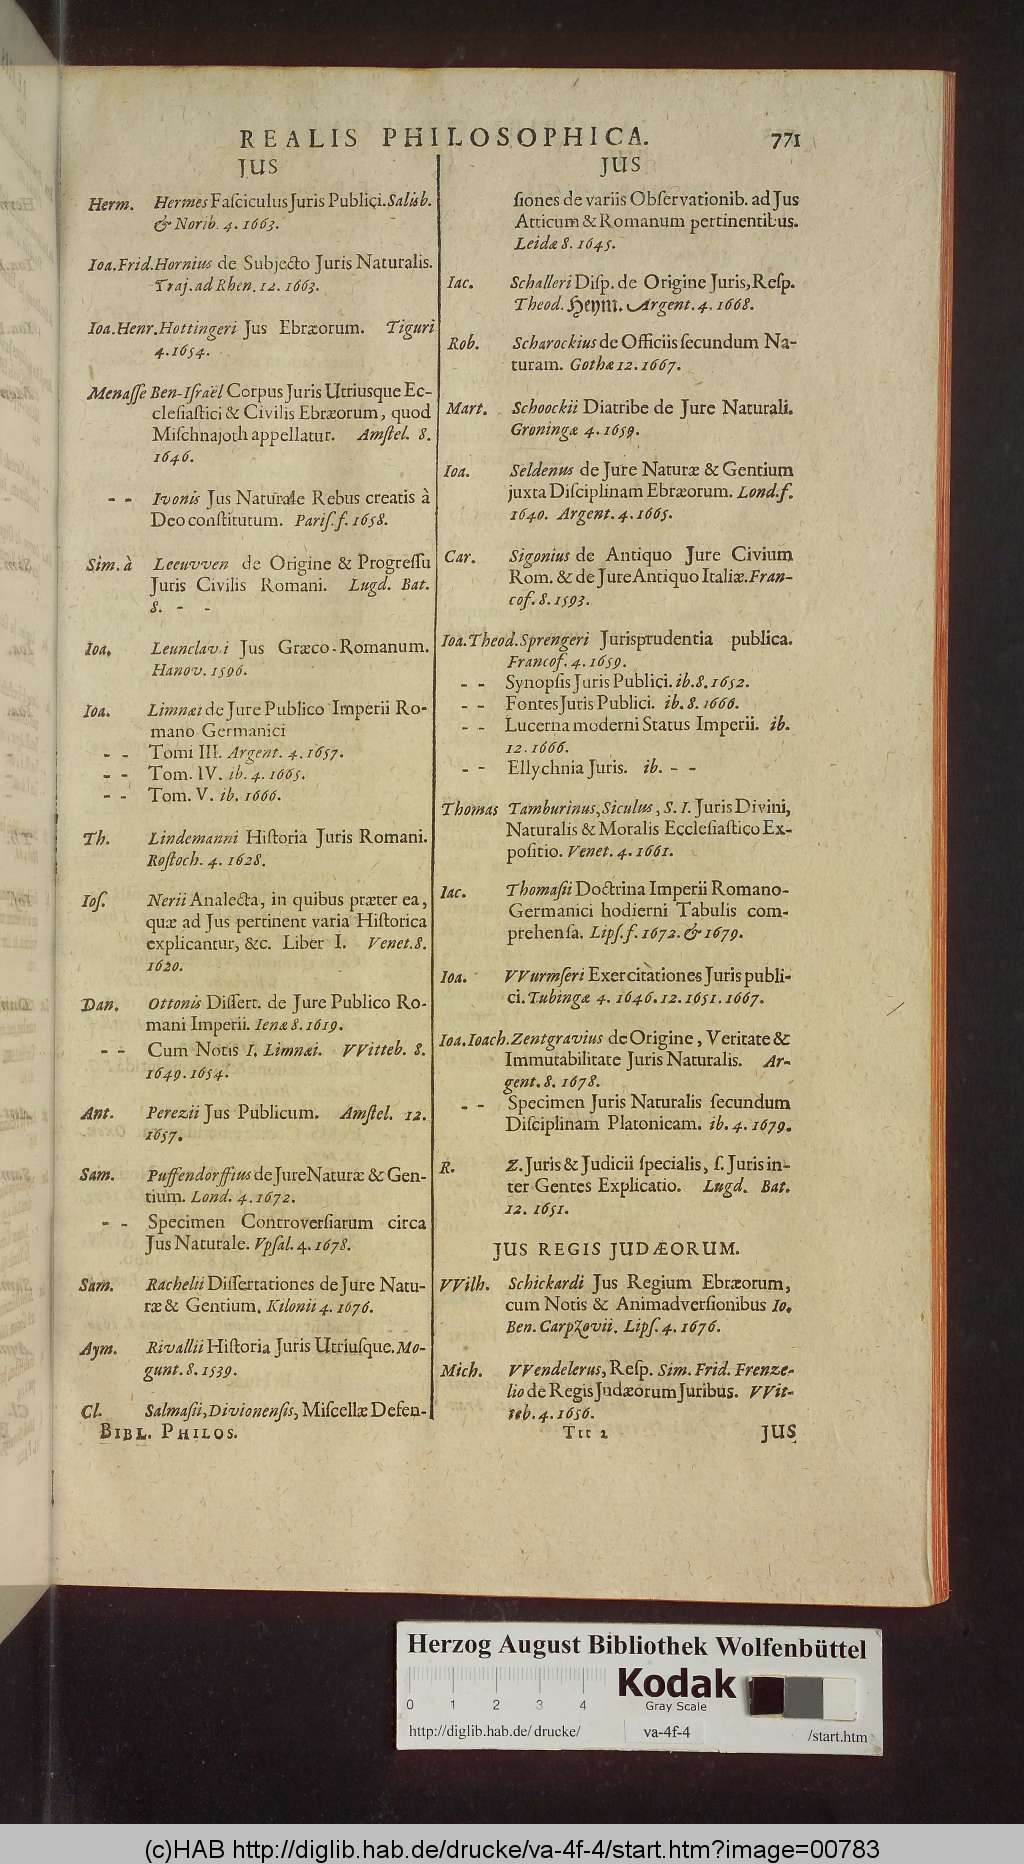 REALIS PHILOSOPHICA. 771
JUS
Herm. Hermes Faſciculus Juris Publici. Salisb.
& Norib. 4. 1663.
Ioa. Frid. Hornius de Subjecto Juris Naturalis.
Traj. ad Rhen. 12. 1663.
Ioa. Henr. Hottingeri Jus Ebræorum. Tiguri
4. 1654.
Menaſſe Ben-Iſraël Corpus Juris Utriusque Ec-
cleſiaſtici & Civilis Ebræorum, quod
Miſchnajoth appellatur. Amſtel. 8.
1646.
- - Ivonis Jus Naturale Rebus creatis à
Deo conſtitutum. Pariſ. f. 1658.
Sim. à Leeuvven de Origine & Progreſſu
Juris Civilis Romani. Lugd. Bat.
8. - -
Ioa. Leunclavii Jus Græco-Romanum.
Hanov. 1596.
Ioa. Limnæi de Jure Publico Imperii Ro-
mano Germanici
- - Tomi III. Argent. 4. 1657.
- - Tom. IV. ib. 4. 1665.
- - Tom. V. ib. 1666.
Th. Lindemanni Hiſtoria Juris Romani.
Roſtoch. 4. 1628.
Ioſ. Nerii Analecta, in quibus præter ea,
quæ ad Jus pertinent varia Hiſtorica
explicantur, &c. Liber I. Venet. 8.
1620.
Dan. Ottonis Diſſert. de Jure Publico Ro-
mani Imperii. Ienæ 8. 1619.
- - Cum Notis I. Limnæi. VVitteb. 8.
1649. 1654.
Ant. Perezii Jus Publicum. Amſtel. 12.
1657.
Sam. Puffendorffius de Jure Naturæ & Gen-
tium. Lond. 4. 1672.
- - Specimen Controverſiarum circa
Jus Naturale. Vpſal. 4. 1678.
Sam. Rachelii Diſſertationes de Jure Natu-
ræ & Gentium. Kilonii 4. 1676.
Aym. Rivallii Hiſtoria Juris Utriuſque. Mo-
gunt. 8. 1539.
Cl. Salmaſii, Divionenſis, Miſcellæ Defen-
BIBL. PHILOS.
JUS
ſiones de variis Obſervationib. ad Jus
Atticum & Romanum pertinentibus.
Leidæ 8. 1645.
Iac. Schalleri Diſp. de Origine Juris, Reſp.
Theod. Heym. Argent. 4. 1668.
Rob. Scharockius de Officiis ſecundum Na-
turam. Gothæ 12. 1667.
Mart. Schoockii Diatribe de Jure Naturali.
Groningæ 4. 1659.
Ioa. Seldenus de Jure Naturæ & Gentium
juxta Diſciplinam Ebræorum. Lond. f.
1640. Argent. 4. 1665.
Car. Sigonius de Antiquo Jure Civium
Rom. & de Jure Antiquo Italiæ. Fran-
cof. 8. 1593.
Ioa. Theod. Sprengeri Jurisprudentia publica.
Francof. 4. 1659.
- - Synopſis Juris Publici. ib. 8. 1652.
- - Fontes Juris Publici. ib. 8. 1666.
- - Lucerna moderni Status Imperii. ib.
12. 1666.
- - Ellychnia Juris. ib. - -
Thomas Tamburinus, Siculus, S. I. Juris Divini,
Naturalis & Moralis Eccleſiaſtico Ex-
poſitio. Venet. 4. 1661.
Iac. Thomaſii Doctrina Imperii Romano-
Germanici hodierni Tabulis com-
prehenſa. Lipſ. f. 1672. & 1679.
Ioa. VVurmſeri Exercitationes Juris publi-
ci. Tubingæ 4. 1646. 12. 1651. 1667.
Ioa. Ioach. Zentgravius de Origine, Veritate &
Immutabilitate Juris Naturalis. Ar-
gent. 8. 1678.
- - Specimen Juris Naturalis ſecundum
Diſciplinam Platonicam. ib. 4. 1679.
R. Z. Juris & Judicii ſpecialis, ſ. Juris in-
ter Gentes Explicatio. Lugd. Bat.
12. 1651.
JUS REGIS JUDÆORUM.
VVilh. Schickardi Jus Regium Ebræorum,
cum Notis & Animadverſionibus Io.
Ben. Carpzovii. Lipſ. 4. 1676.
Mich. VVendelerus, Reſp. Sim. Frid. Frenze-
lio de Regis Judæorum Juribus. VVit-
teb. 4. 1656.
Ttt 2 JUS
Herzog August Bibliothek Wolfenbüttel
0 1 2 3 4
Kodak
Gray Scale
http://diglib.hab.de/drucke/ va-4f-4 /start.htm
(c)HAB http://diglib.hab.de/drucke/va-4f-4/start.htm?image=00783